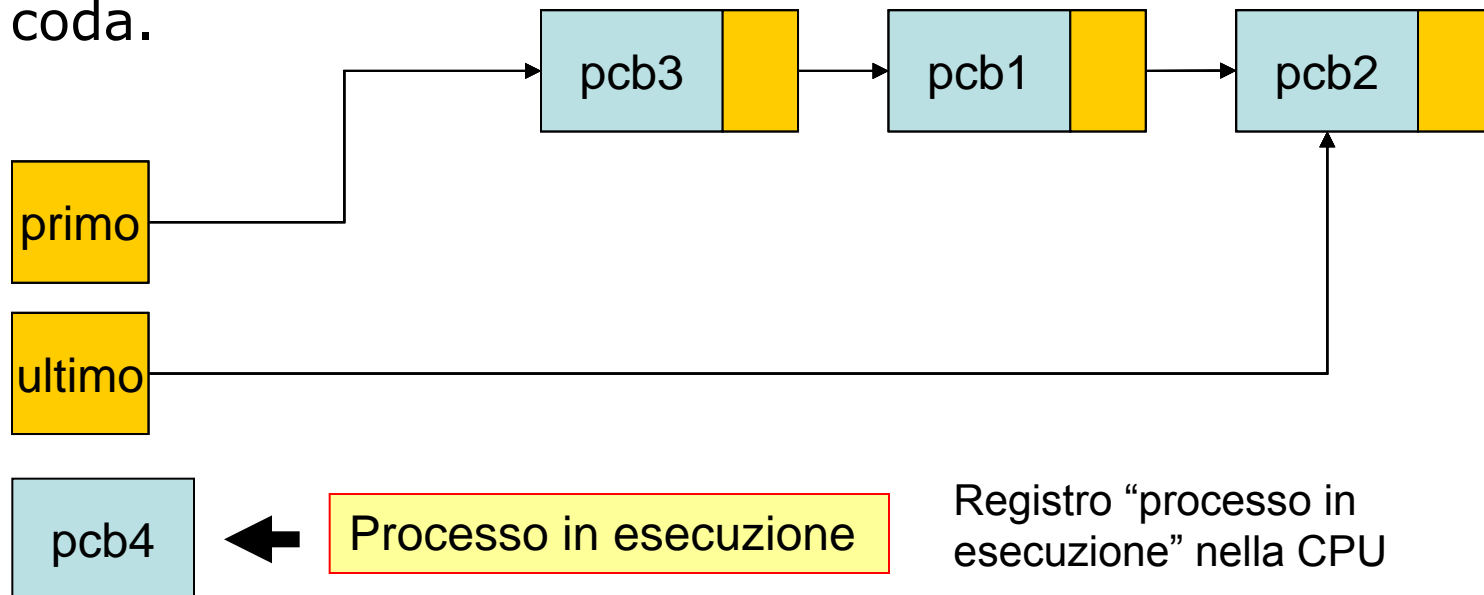 coda.
pcb3
pcb1
pcb2
primo
ultimo
pcb4
Processo in esecuzione
Registro “processo in
esecuzione” nella CPU